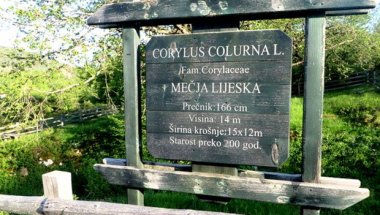 CORYLUS COLURNA L.
Fam Corylaceae
MEČJA LIJESKA
Prečnik:166 cm
Visina: 14 m
Širina krošnje:15x12m
Starost preko 200 god.